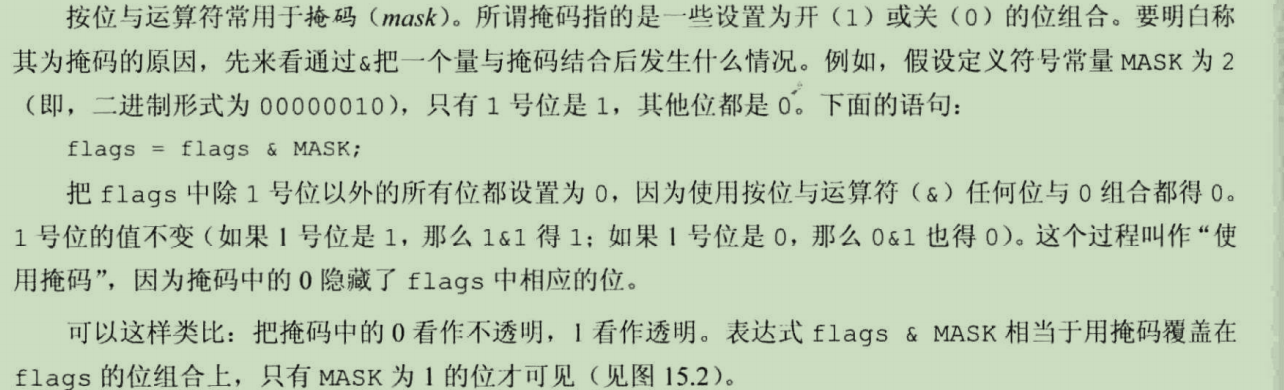 按位与运算符常用于掩码（mask）。所谓掩码指的是一些设置为开（1）或关（0）的位组合。要明白称
其为掩码的原因，先来看通过&把一个量与掩码结合后发生什么情况。例如，假设定义符号常量 MASK 为 2
（即，二进制形式为 00000010），只有 1 号位是 1，其他位都是 0。下面的语句：
flags = flags & MASK;
把 flags 中除 1 号位以外的所有位都设置为 0，因为使用按位与运算符（&）任何位与 0 组合都得 0。
1 号位的值不变（如果 1 号位是 1，那么 1&1 得 1；如果 1 号位是 0，那么 0&1 也得 0）。这个过程叫作“使
用掩码”，因为掩码中的 0 隐藏了 flags 中相应的位。
可以这样类比：把掩码中的 0 看作不透明，1 看作透明。表达式 flags & MASK 相当于用掩码覆盖在
flags 的位组合上，只有 MASK 为 1 的位才可见（见图 15.2）。